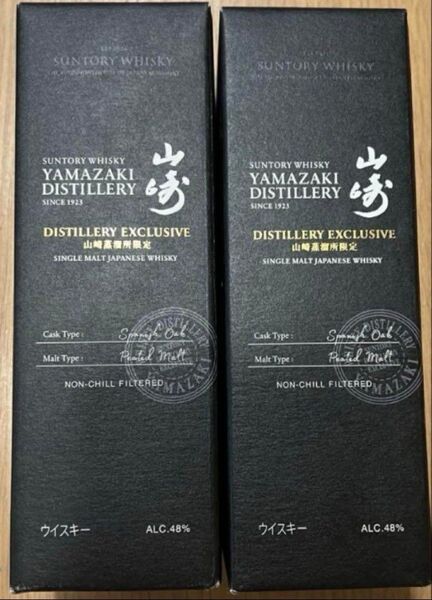 SUNTORY WHISKY
SUNTORY WHISKY
YAMAZAKI
DISTILLERY
SINCE 1923
山崎
DISTILLERY EXCLUSIVE
山崎蒸溜所限定
SINGLE MALT JAPANESE WHISKY
Cask Type : Spanish Oak
Malt Type : Peated Malt
DISTILLERY
YAMAZAKI
NON-CHILL FILTERED
ウイスキー ALC.48%
SUNTORY WHISKY
SUNTORY WHISKY
YAMAZAKI
DISTILLERY
SINCE 1923
山崎
DISTILLERY EXCLUSIVE
山崎蒸溜所限定
SINGLE MALT JAPANESE WHISKY
Cask Type : Spanish Oak
Malt Type : Peated Malt
DISTILLERY
YAMAZAKI
NON-CHILL FILTERED
ウイスキー ALC.48%